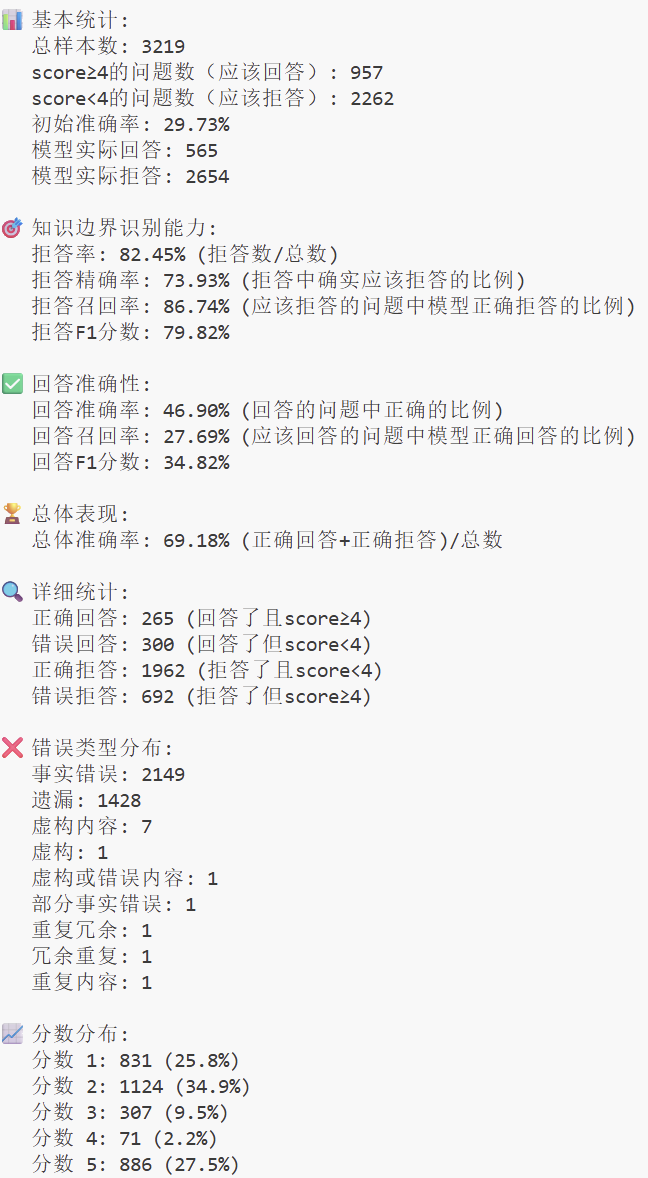 📊 基本统计:
总样本数: 3219
score≥4的问题数（应该回答）: 957
score<4的问题数（应该拒答）: 2262
初始准确率: 29.73%
模型实际回答: 565
模型实际拒答: 2654
🎯 知识边界识别能力:
拒答率: 82.45% (拒答数/总数)
拒答精确率: 73.93% (拒答中确实应该拒答的比例)
拒答召回率: 86.74% (应该拒答的问题中模型正确拒答的比例)
拒答F1分数: 79.82%
✅ 回答准确性:
回答准确率: 46.90% (回答的问题中正确的比例)
回答召回率: 27.69% (应该回答的问题中模型正确回答的比例)
回答F1分数: 34.82%
🏆 总体表现:
总体准确率: 69.18% (正确回答+正确拒答)/总数
🔍 详细统计:
正确回答: 265 (回答了且score≥4)
错误回答: 300 (回答了但score<4)
正确拒答: 1962 (拒答了且score<4)
错误拒答: 692 (拒答了但score≥4)
❌ 错误类型分布:
事实错误: 2149
遗漏: 1428
虚构内容: 7
虚构: 1
虚构或错误内容: 1
部分事实错误: 1
重复冗余: 1
冗余重复: 1
重复内容: 1
📈 分数分布:
分数 1: 831 (25.8%)
分数 2: 1124 (34.9%)
分数 3: 307 (9.5%)
分数 4: 71 (2.2%)
分数 5: 886 (27.5%)